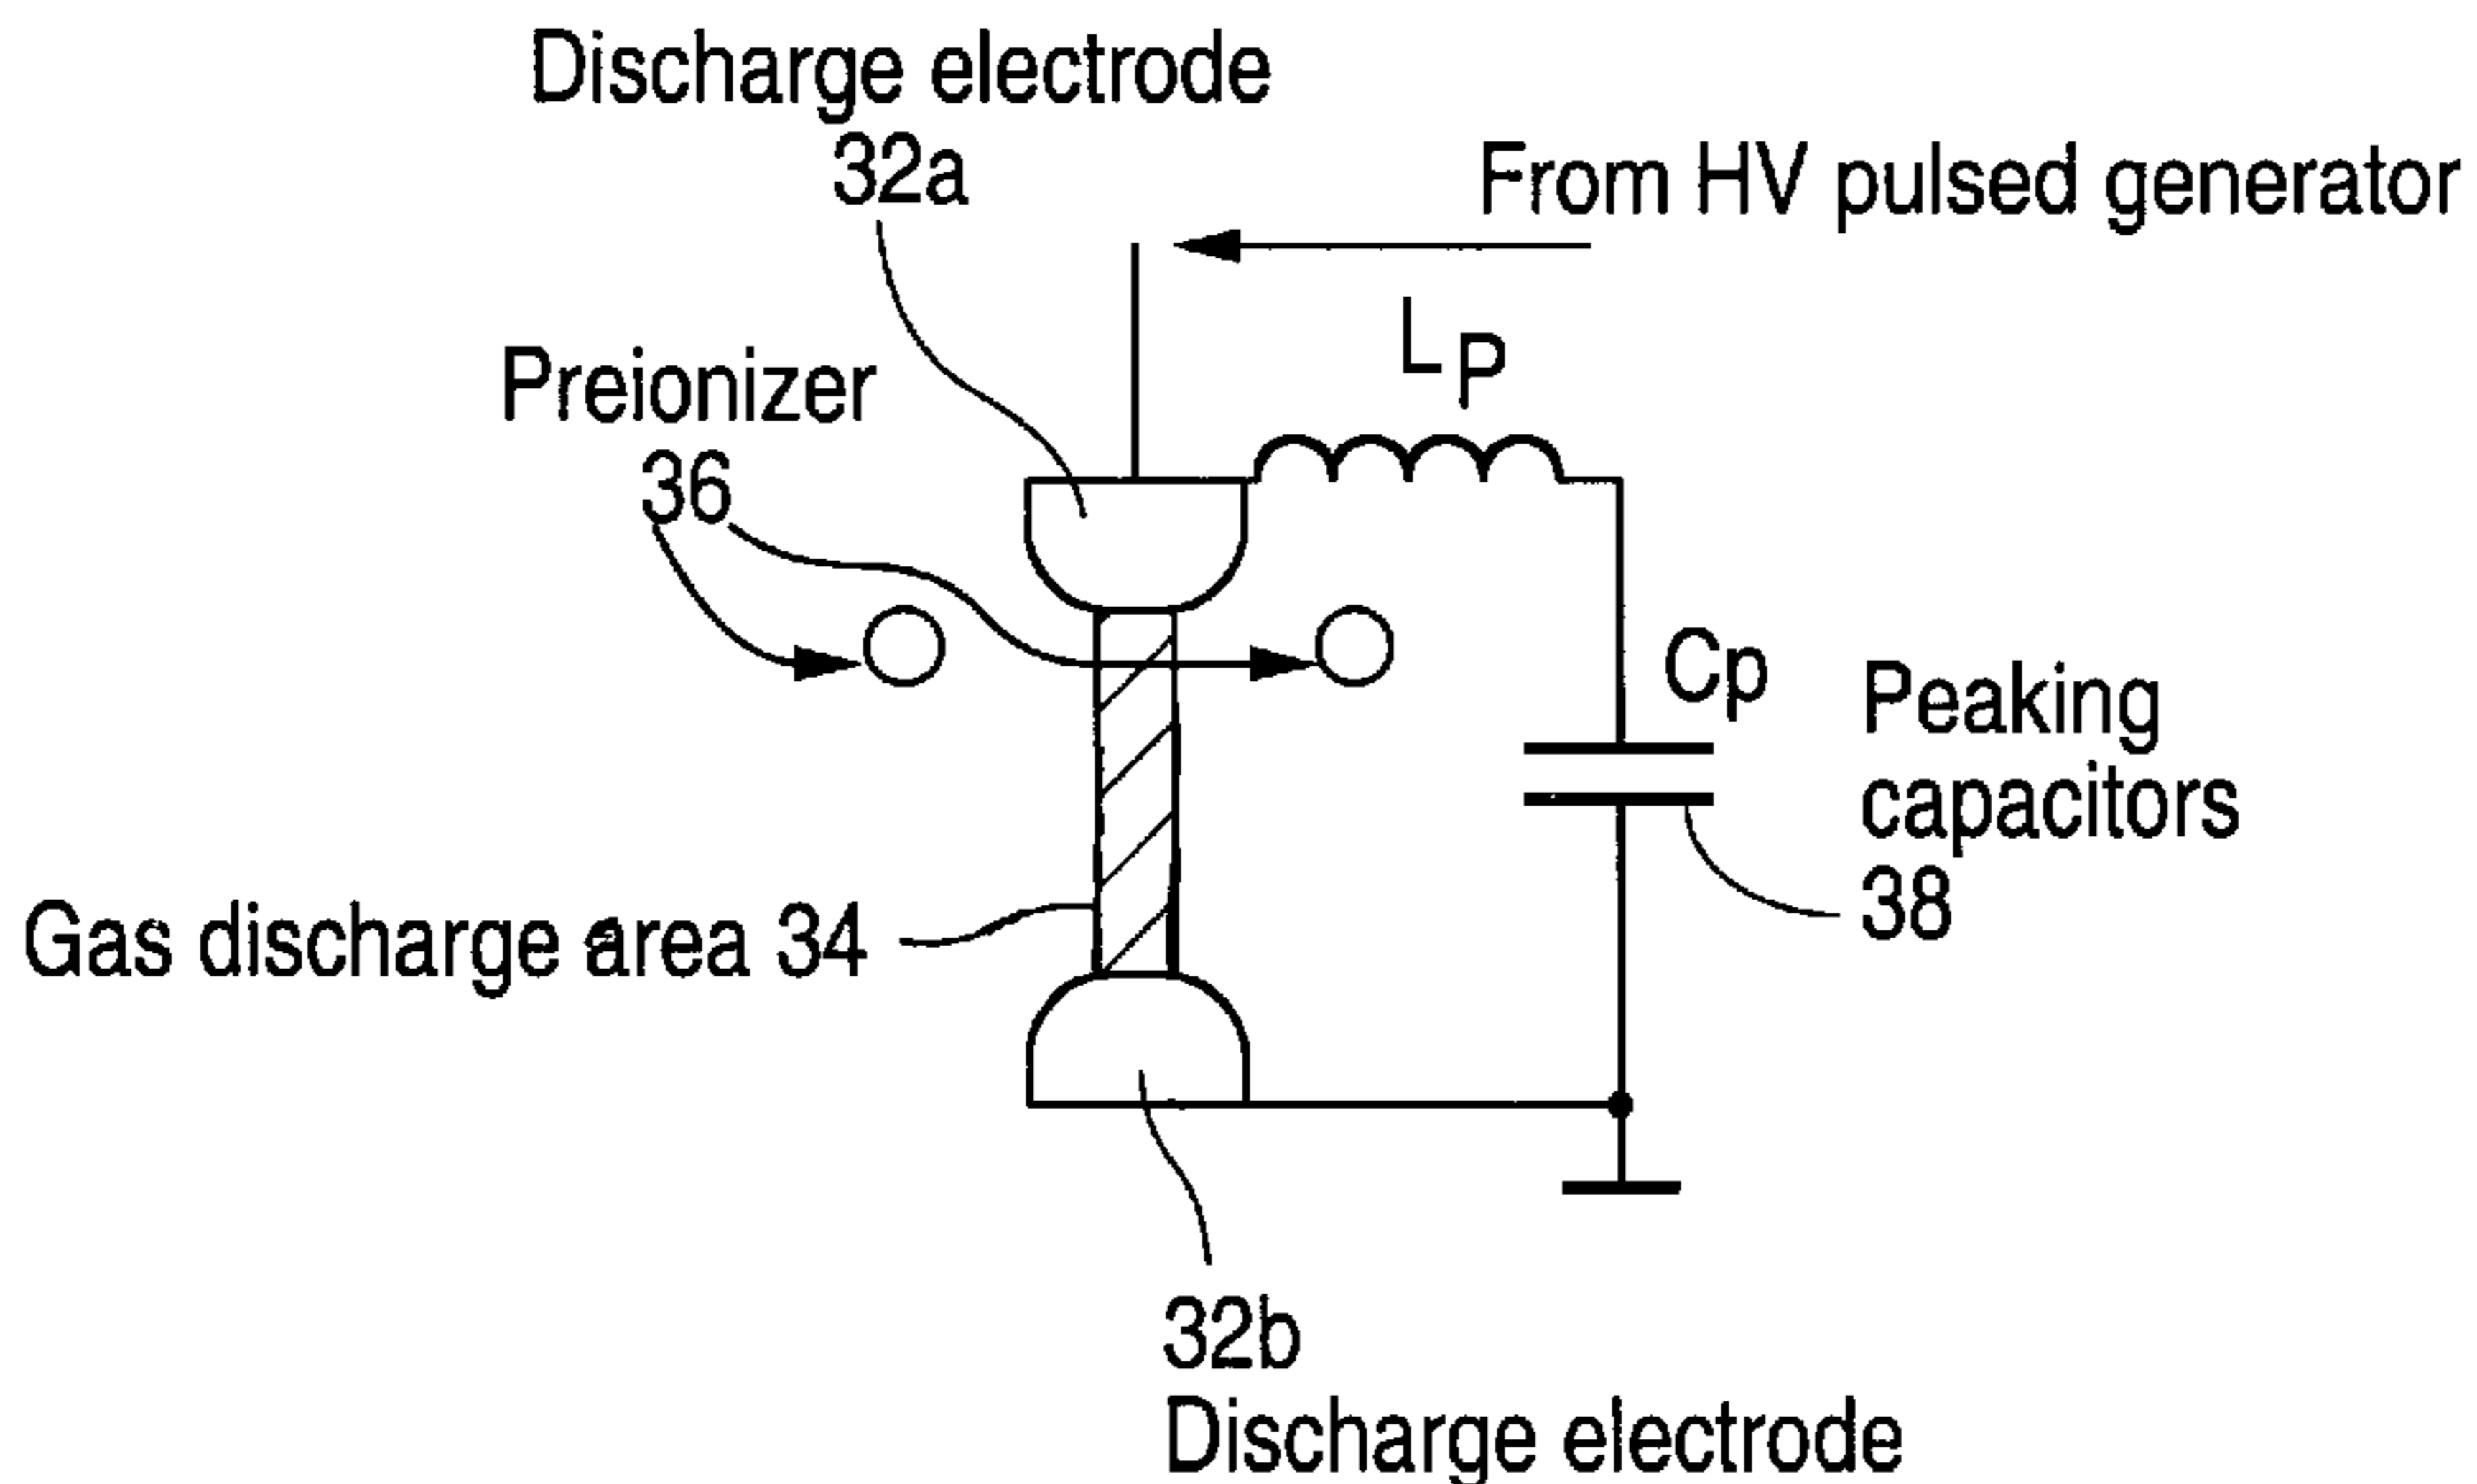 Discharge electrode
32a
From HV pulsed generator
LP
Preionizer
36
Cp
Peaking
capacitors
38
Gas discharge area 34
32b
Discharge electrode